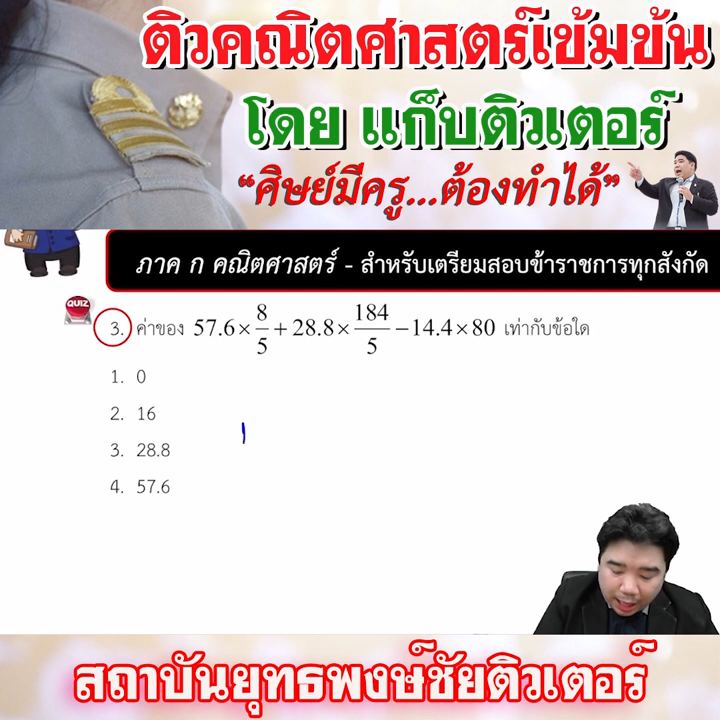 ติวคณิตศาสตร์เข้มข้น
โดย แก็บติวเตอร์
“ศิษย์มีครู...ต้องทำได้”
ภาค ก คณิตศาสตร์ - สำหรับเตรียมสอบข้าราชการทุกสังกัด
QUIZ
3. ค่าของ 57.6 × 8/5 + 28.8 × 184/5 − 14.4 × 80 เท่ากับข้อใด
1. 0
2. 16
3. 28.8
4. 57.6
สถาบันยุทธพงษ์ชัยติวเตอร์